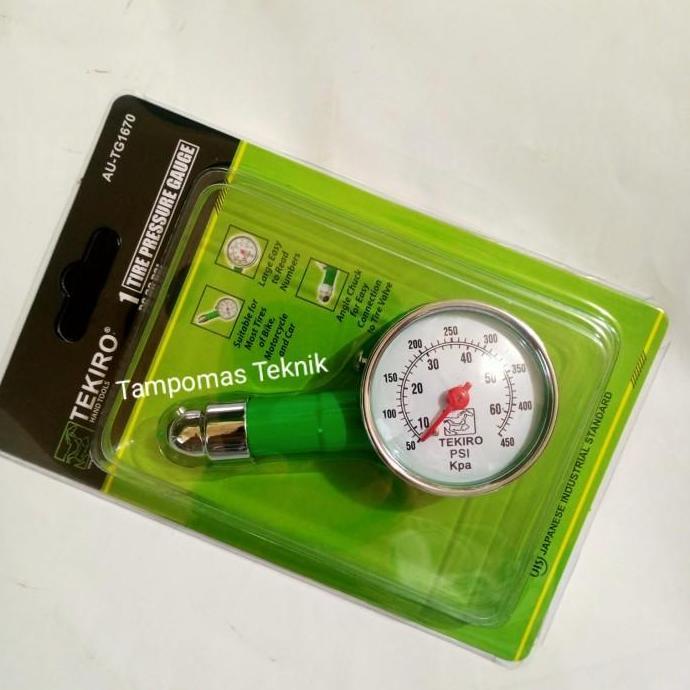 AU-TG1670
1 TIRE PRESSURE GAUGE
TEKIRO®
HAND TOOLS
Large Easy
to Read
Numbers
Angle Chuck
for Easy
Connection
to Tire Valve
Suitable for
Most Tires
of Bike,
Motorcycle
and Car
Tampomas Teknik
50 100 150 200 250 300 350 400 450
10 20 30 40 50 60
TEKIRO
PSI
Kpa
JIS JAPANESE INDUSTRIAL STANDARD